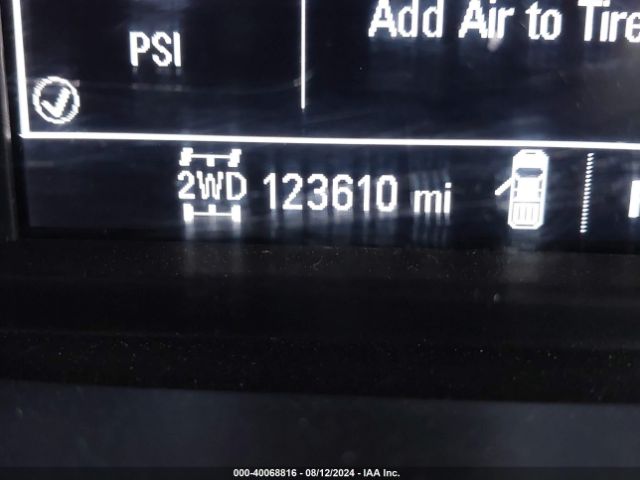 Add Air to Tire
PSI
2WD 123610 mi
000-40068816 - 08/12/2024 - IAA Inc.